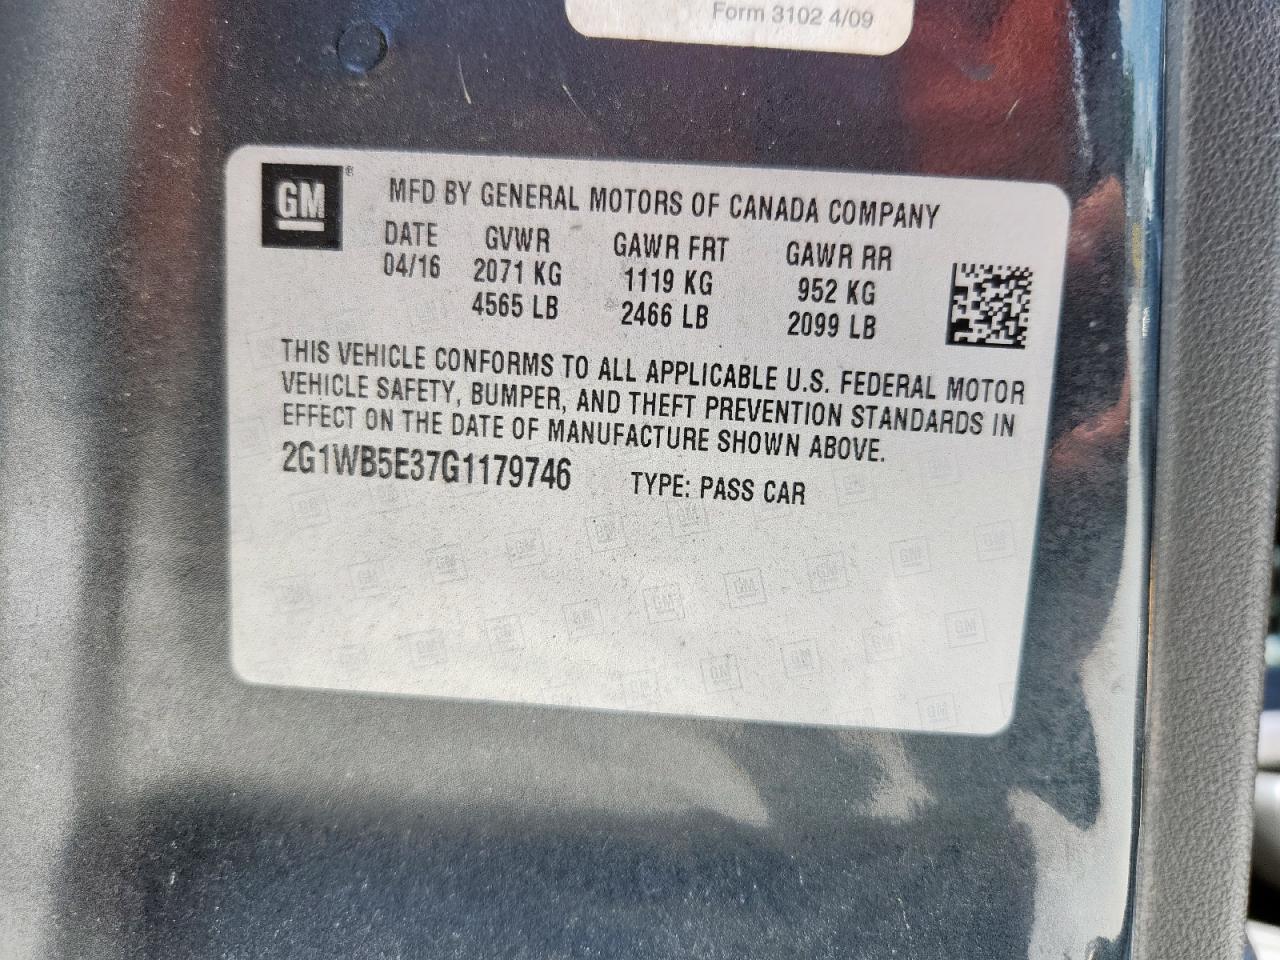 Form 3102 4/09
GM ®
MFD BY GENERAL MOTORS OF CANADA COMPANY
DATE GVWR GAWR FRT GAWR RR
04/16 2071 KG 1119 KG 952 KG
4565 LB 2466 LB 2099 LB
THIS VEHICLE CONFORMS TO ALL APPLICABLE U.S. FEDERAL MOTOR
VEHICLE SAFETY, BUMPER, AND THEFT PREVENTION STANDARDS IN
EFFECT ON THE DATE OF MANUFACTURE SHOWN ABOVE.
2G1WB5E37G1179746 TYPE: PASS CAR